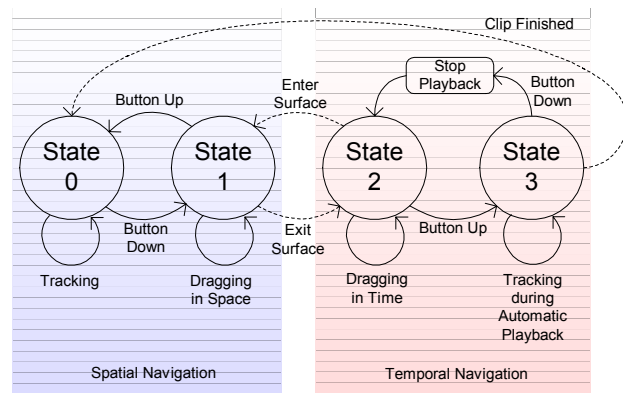 Clip Finished
Stop
Playback
Button
Down
Enter
Surface
Button Up
State
0
State
1
State
2
State
3
Button
Down
Exit
Surface
Button Up
Tracking
Dragging
in Space
Dragging
in Time
Tracking
during
Automatic
Playback
Spatial Navigation
Temporal Navigation